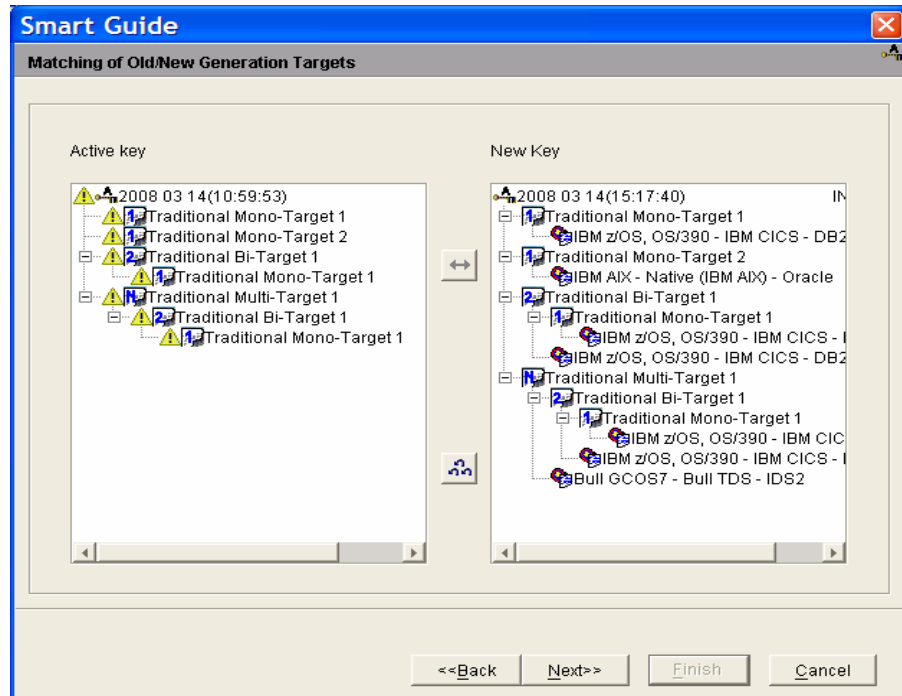 Smart Guide
Matching of Old/New Generation Targets
Active key
New Key
2008 03 14(10:59:53)
Traditional Mono-Target 1
Traditional Mono-Target 2
Traditional Bi-Target 1
Traditional Mono-Target 1
Traditional Multi-Target 1
Traditional Bi-Target 1
Traditional Mono-Target 1
2008 03 14(15:17:40) IN
Traditional Mono-Target 1
IBM z/OS, OS/390 - IBM CICS - DB2
Traditional Mono-Target 2
IBM AIX - Native (IBM AIX) - Oracle
Traditional Bi-Target 1
Traditional Mono-Target 1
IBM z/OS, OS/390 - IBM CICS - I
IBM z/OS, OS/390 - IBM CICS - DB2
Traditional Multi-Target 1
Traditional Bi-Target 1
Traditional Mono-Target 1
IBM z/OS, OS/390 - IBM CIC
IBM z/OS, OS/390 - IBM CICS - I
Bull GCOS7 - Bull TDS - IDS2
<<Back
Next>>
Finish
Cancel